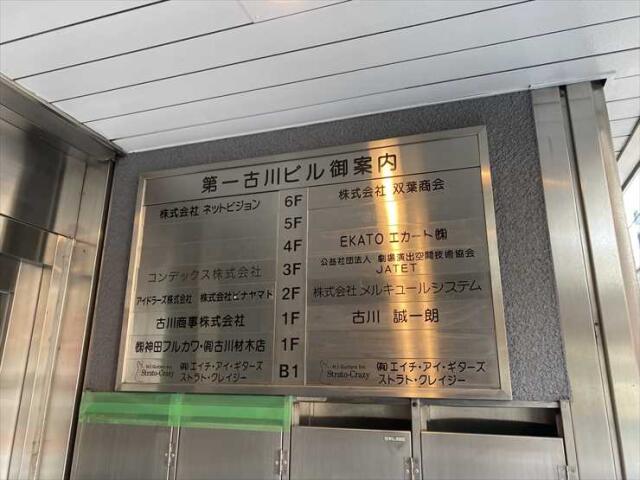 第一古川ビル御案内
株式会社 ネットビジョン 6F 株式会社 双葉商会
5F
4F EKATO エカート㈱
コンデックス株式会社 3F 公益社団法人 劇場演出空間技術協会
JATET
アイドラーズ株式会社 株式会社ビナヤマト 2F 株式会社 メルキュールシステム
古川商事株式会社 1F 古川 誠一朗
㈱神田フルカワ・㈲古川材木店 1F
Strato-Crazy ㈲エイチ・アイ・ギターズ
ストラト・クレイジー B1 Strato-Crazy ㈲エイチ・アイ・ギターズ
ストラト・クレイジー